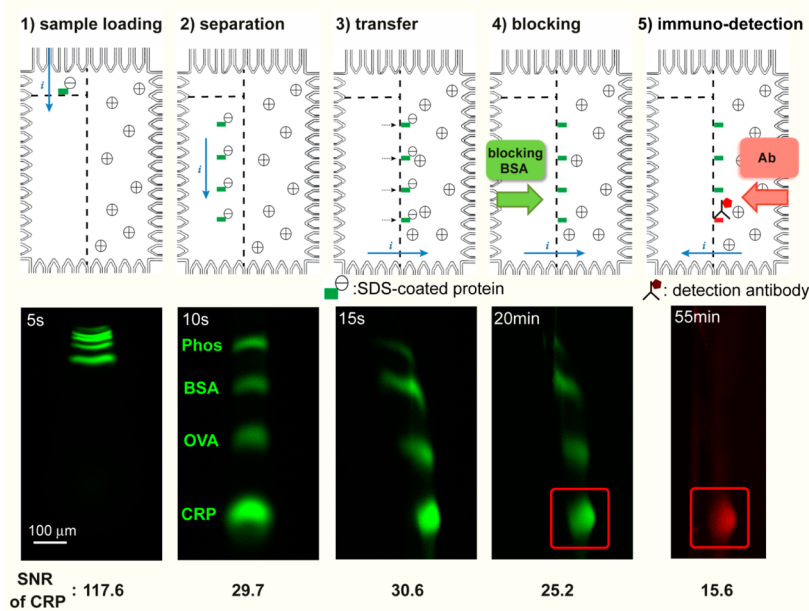 1) sample loading
2) separation
3) transfer
4) blocking
5) immuno-detection
i
i
i
i
i
blocking
BSA
Ab
:SDS-coated protein
: detection antibody
5s
10s
15s
20min
55min
Phos
BSA
OVA
CRP
100 μm
SNR
of CRP : 117.6 29.7 30.6 25.2 15.6